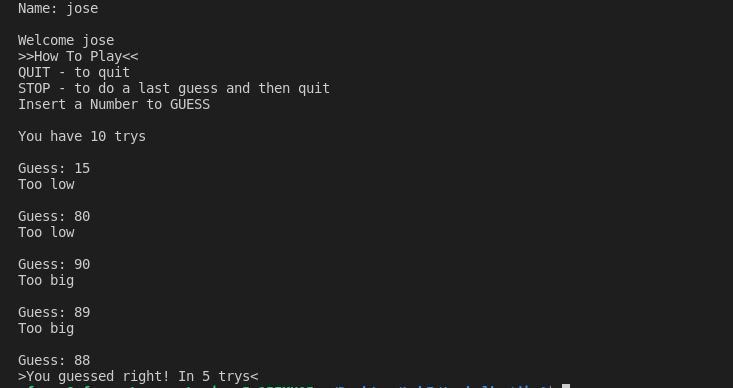 Name: jose
Welcome jose
>>How To Play<<
QUIT - to quit
STOP - to do a last guess and then quit
Insert a Number to GUESS
You have 10 trys
Guess: 15
Too low
Guess: 80
Too low
Guess: 90
Too big
Guess: 89
Too big
Guess: 88
>You guessed right! In 5 trys<